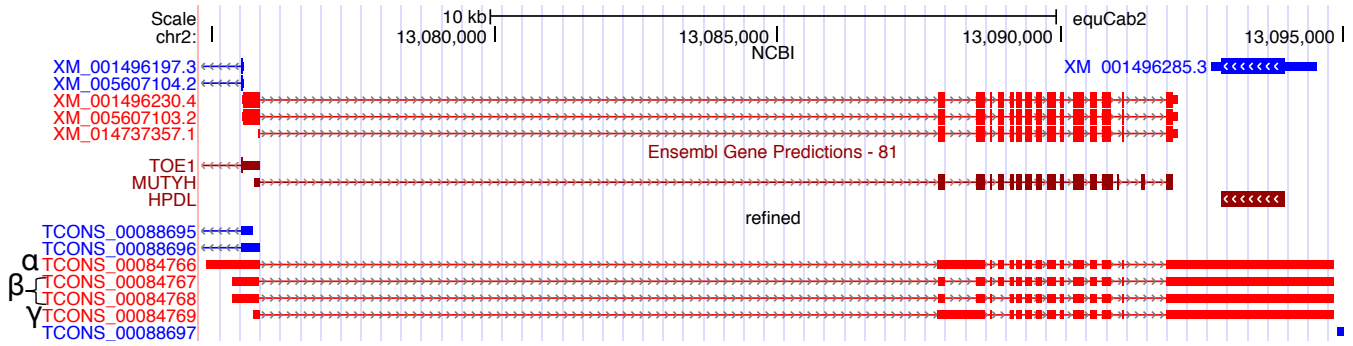 Scale 10 kb equCab2
chr2: 13,080,000 13,085,000 13,090,000 13,095,000
NCBI
XM_001496197.3 XM_001496285.3
XM_005607104.2
XM_001496230.4
XM_005607103.2
XM_014737357.1
Ensembl Gene Predictions - 81
TOE1
MUTYH
HPDL
refined
TCONS_00088695
TCONS_00088696
α TCONS_00084766
β TCONS_00084767
TCONS_00084768
γ TCONS_00084769
TCONS_00088697